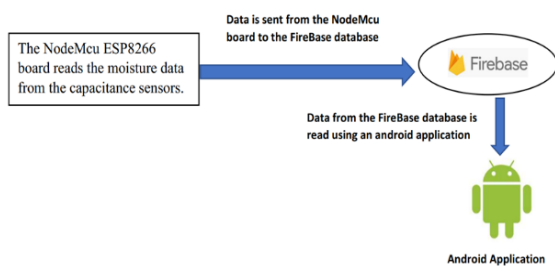 Data is sent from the NodeMcu
board to the FireBase database
The NodeMcu ESP8266
board reads the moisture data
from the capacitance sensors.
Firebase
Data from the FireBase database is
read using an android application
Android Application